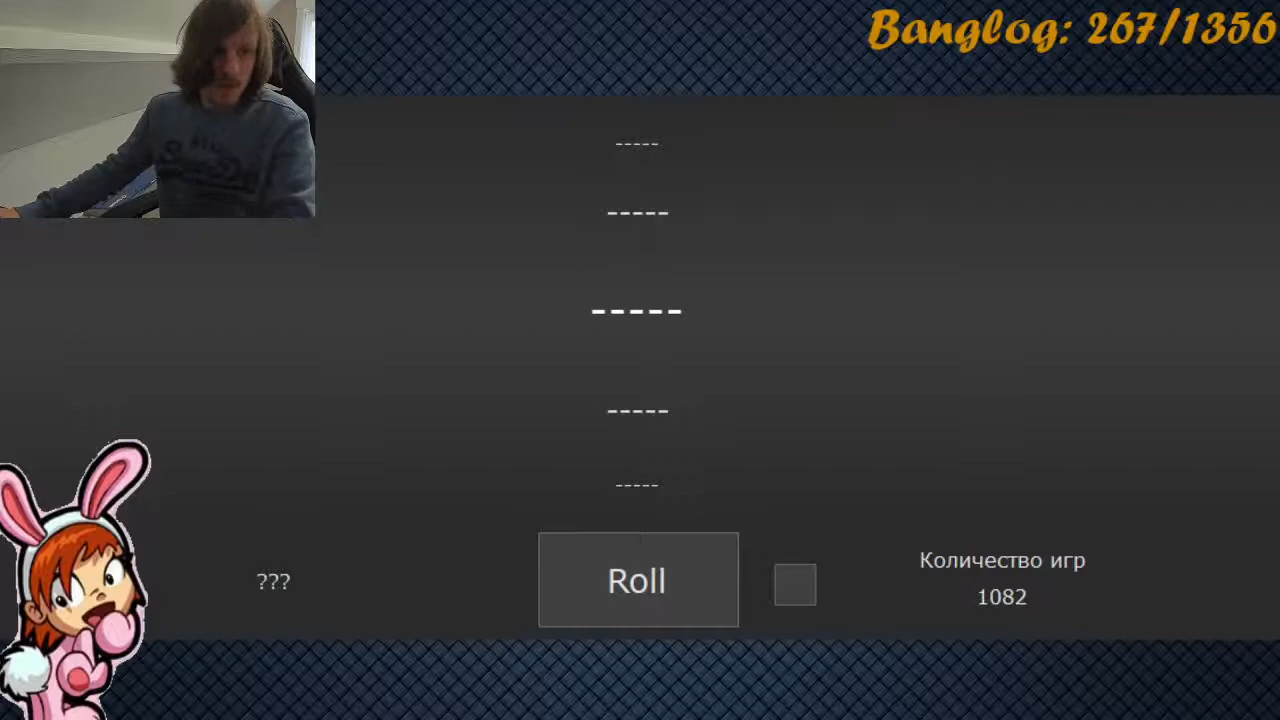 Banglog: 267/1356
-----
-----
-----
-----
-----
???
Roll
Количество игр
1082